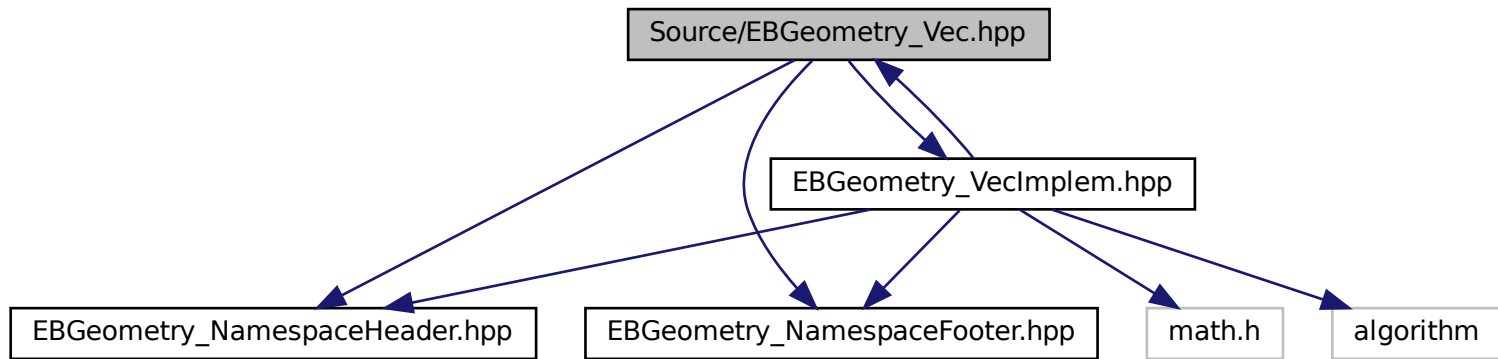 Source/EBGeometry_Vec.hpp
EBGeometry_VecImplem.hpp
EBGeometry_NamespaceHeader.hpp
EBGeometry_NamespaceFooter.hpp
math.h
algorithm